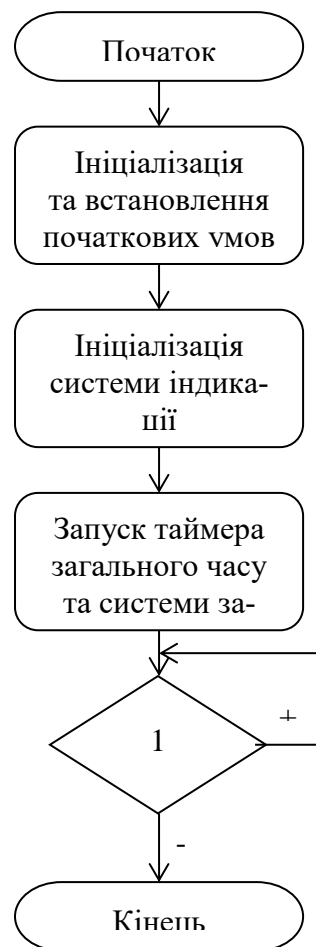 Початок
Ініціалізація
та встановлення
початкових умов
Ініціалізація
системи індика-
ції
Запуск таймера
загального часу
та системи за-
1
+
-
Кінець